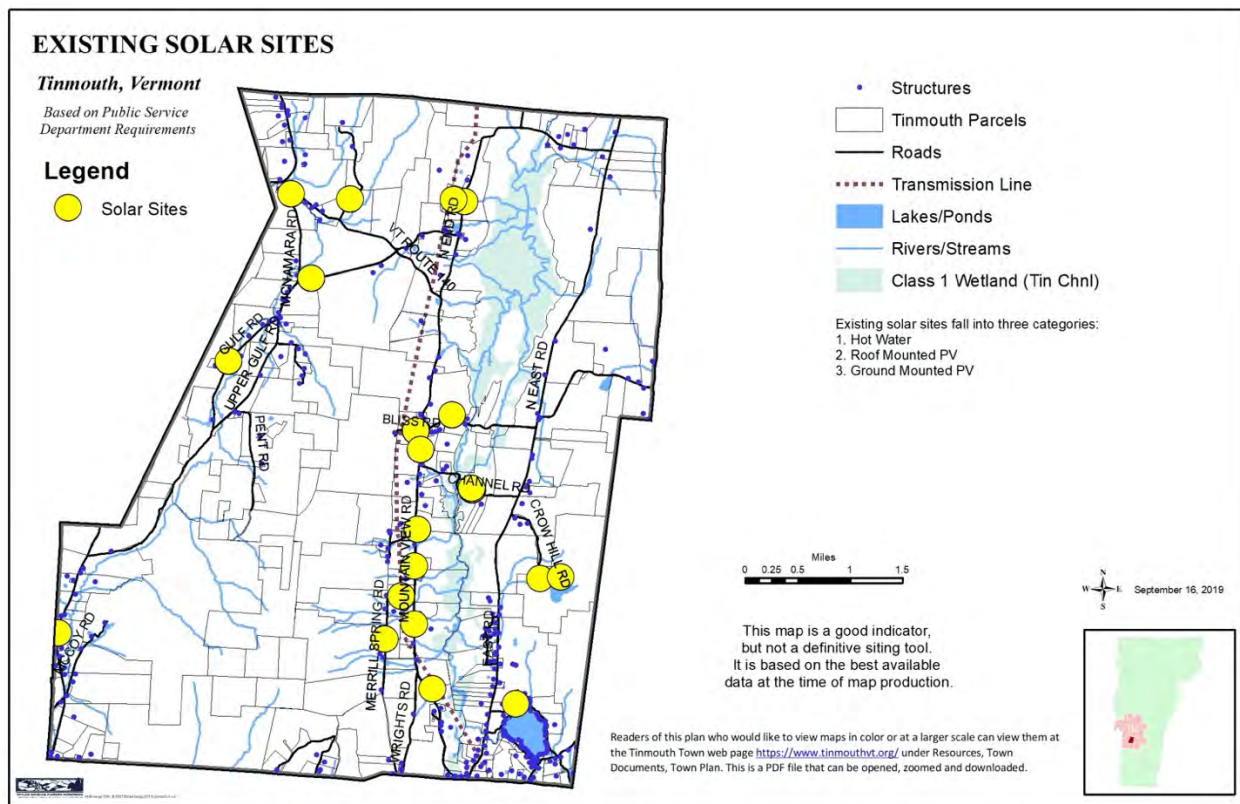 EXISTING SOLAR SITES
Tinmouth, Vermont
Based on Public Service
Department Requirements
Legend
Solar Sites
Structures
Tinmouth Parcels
Roads
Transmission Line
Lakes/Ponds
Rivers/Streams
Class 1 Wetland (Tin Chnl)
Existing solar sites fall into three categories:
1. Hot Water
2. Roof Mounted PV
3. Ground Mounted PV
MCNAMARA RD
VT ROUTE 140
N END RD
GULF RD
UPPER GULF RD
PENT RD
N EAST RD
BLISS RD
CHANNEL RD
CROW HILL RD
MOUNTAIN VIEW RD
MERRILL SPRING RD
EAST RD
MCCOY RD
WRIGHTS RD
Miles
0 0.25 0.5 1 1.5
N
W E
S
September 16, 2019
This map is a good indicator,
but not a definitive siting tool.
It is based on the best available
data at the time of map production.
Readers of this plan who would like to view maps in color or at a larger scale can view them at
the Tinmouth Town web page https://www.tinmouthvt.org/ under Resources, Town
Documents, Town Plan. This is a PDF file that can be opened, zoomed and downloaded.